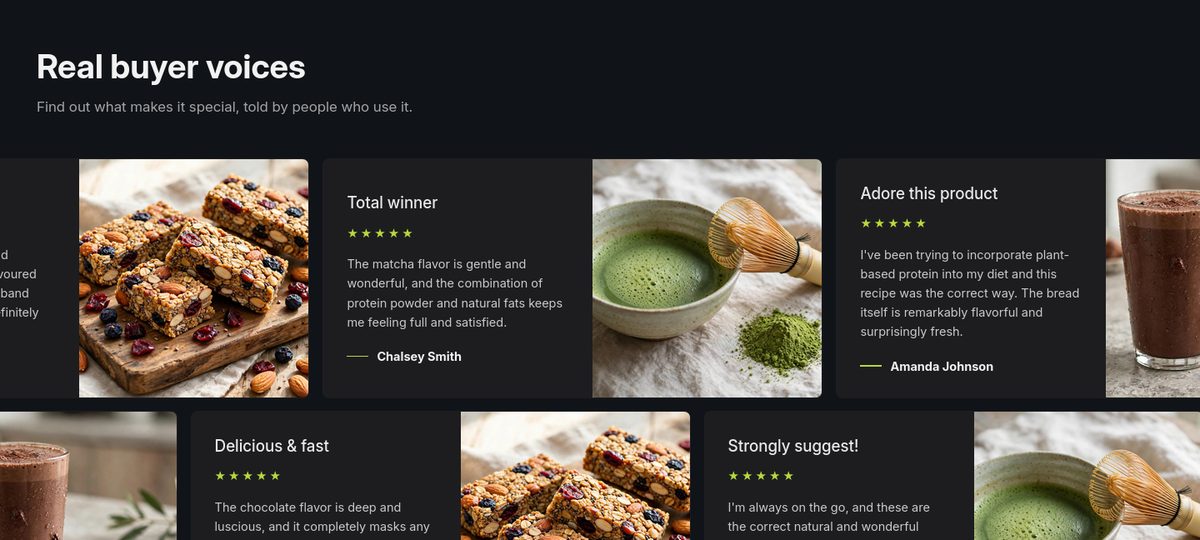 Real buyer voices
Find out what makes it special, told by people who use it.
d
voured
band
finitely
Total winner
★★★★★
The matcha flavor is gentle and
wonderful, and the combination of
protein powder and natural fats keeps
me feeling full and satisfied.
Chalsey Smith
Adore this product
★★★★★
I've been trying to incorporate plant-
based protein into my diet and this
recipe was the correct way. The bread
itself is remarkably flavorful and
surprisingly fresh.
Amanda Johnson
Delicious & fast
★★★★★
The chocolate flavor is deep and
luscious, and it completely masks any
Strongly suggest!
★★★★★
I'm always on the go, and these are
the correct natural and wonderful